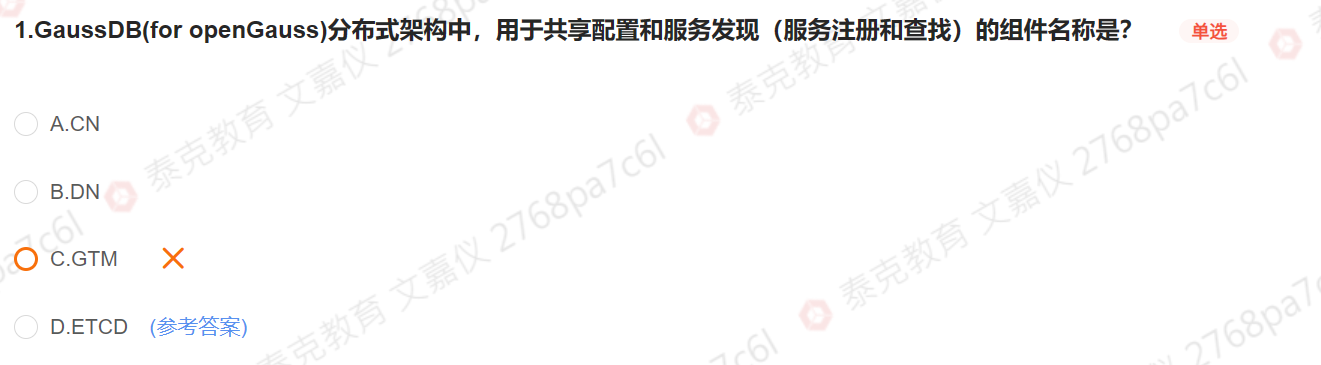 1.GaussDB(for openGauss)分布式架构中，用于共享配置和服务发现（服务注册和查找）的组件名称是？ 单选
A.CN
B.DN
C.GTM
D.ETCD (参考答案)
泰克教育 文嘉仪 2768pa7c6l